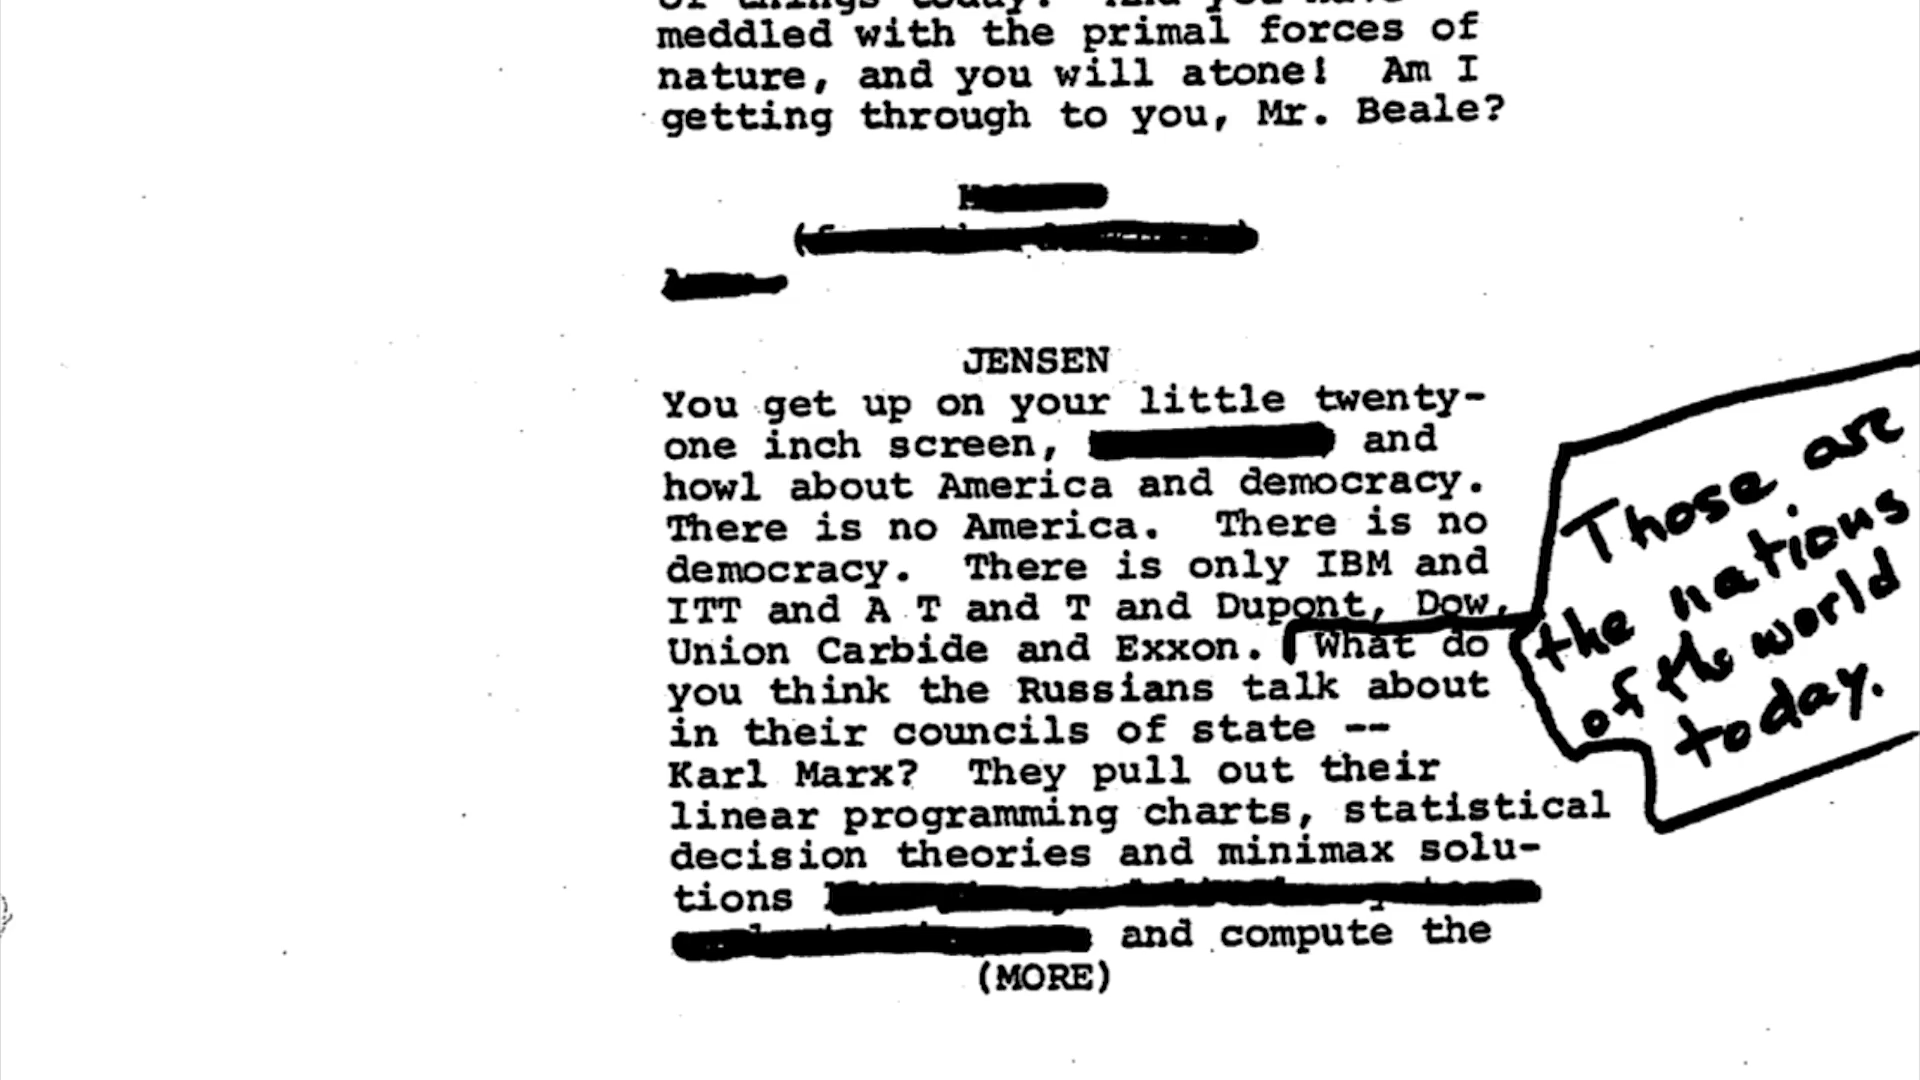 meddled with the primal forces of
nature, and you will atone! Am I
getting through to you, Mr. Beale?
JENSEN
You get up on your little twenty-
one inch screen, and
howl about America and democracy.
There is no America. There is no
democracy. There is only IBM and
ITT and A T and T and Dupont, Dow,
Union Carbide and Exxon. What do
you think the Russians talk about
in their councils of state --
Karl Marx? They pull out their
linear programming charts, statistical
decision theories and minimax solu-
tions
and compute the
(MORE)
Those are
the nations
of the world
today.